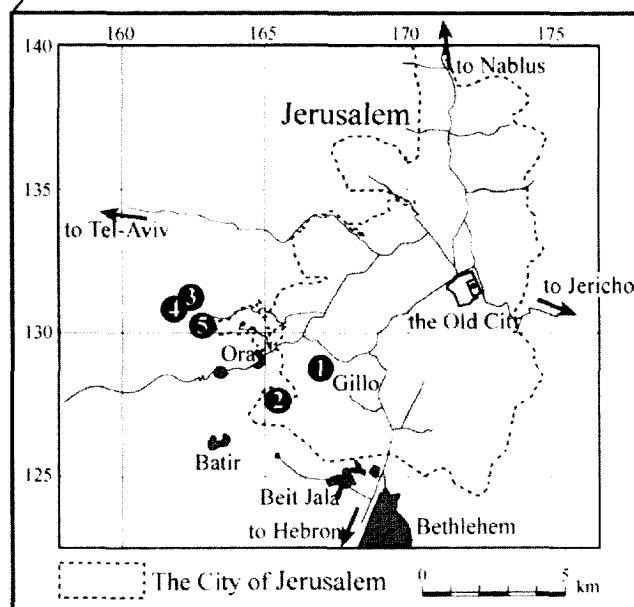 160 165 170 175
140
to Nablus
Jerusalem
135
to Tel-Aviv
to Jericho
3
4
5
130
the Old City
Ora
1
Gillo
2
Batir
125
Beit Jala
to Hebron
Bethlehem
The City of Jerusalem
0 5 km